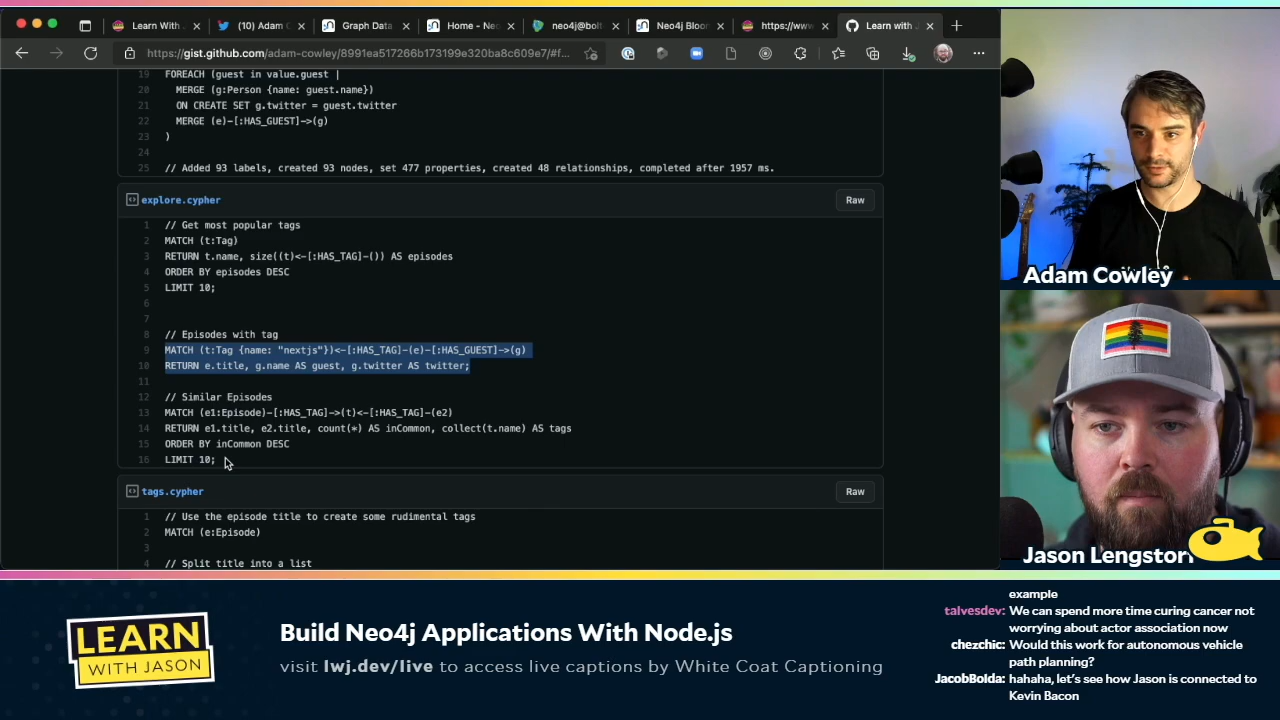 Learn With
(10) Adam C
Graph Data
Home - Neo
neo4j@bolt
Neo4j Bloo
https://www
Learn with J
https://gist.github.com/adam-cowley/8991ea517266b173199e320ba8c609e7/#f...
19 FOREACH (guest in value.guest |
20 MERGE (g:Person {name: guest.name})
21 ON CREATE SET g.twitter = guest.twitter
22 MERGE (e)-[:HAS_GUEST]->(g)
23 )
24
25 // Added 93 labels, created 93 nodes, set 477 properties, created 48 relationships, completed after 1957 ms.
explore.cypher
Raw
1 // Get most popular tags
2 MATCH (t:Tag)
3 RETURN t.name, size((t)<-[:HAS_TAG]-()) AS episodes
4 ORDER BY episodes DESC
5 LIMIT 10;
6
7
8 // Episodes with tag
9 MATCH (t:Tag {name: "nextjs"})<-[:HAS_TAG]-(e)-[:HAS_GUEST]->(g)
10 RETURN e.title, g.name AS guest, g.twitter AS twitter;
11
12 // Similar Episodes
13 MATCH (e1:Episode)-[:HAS_TAG]->(t)<-[:HAS_TAG]-(e2)
14 RETURN e1.title, e2.title, count(*) AS inCommon, collect(t.name) AS tags
15 ORDER BY inCommon DESC
16 LIMIT 10;
tags.cypher
Raw
1 // Use the episode title to create some rudimental tags
2 MATCH (e:Episode)
3
4 // Split title into a list
Adam Cowley
Jason Lengstorf
LEARN
WITH JASON
Build Neo4j Applications With Node.js
visit lwj.dev/live to access live captions by White Coat Captioning
example
talvesdev: We can spend more time curing cancer not
worrying about actor association now
chezchic: Would this work for autonomous vehicle
path planning?
JacobBolda: hahaha, let's see how Jason is connected to
Kevin Bacon